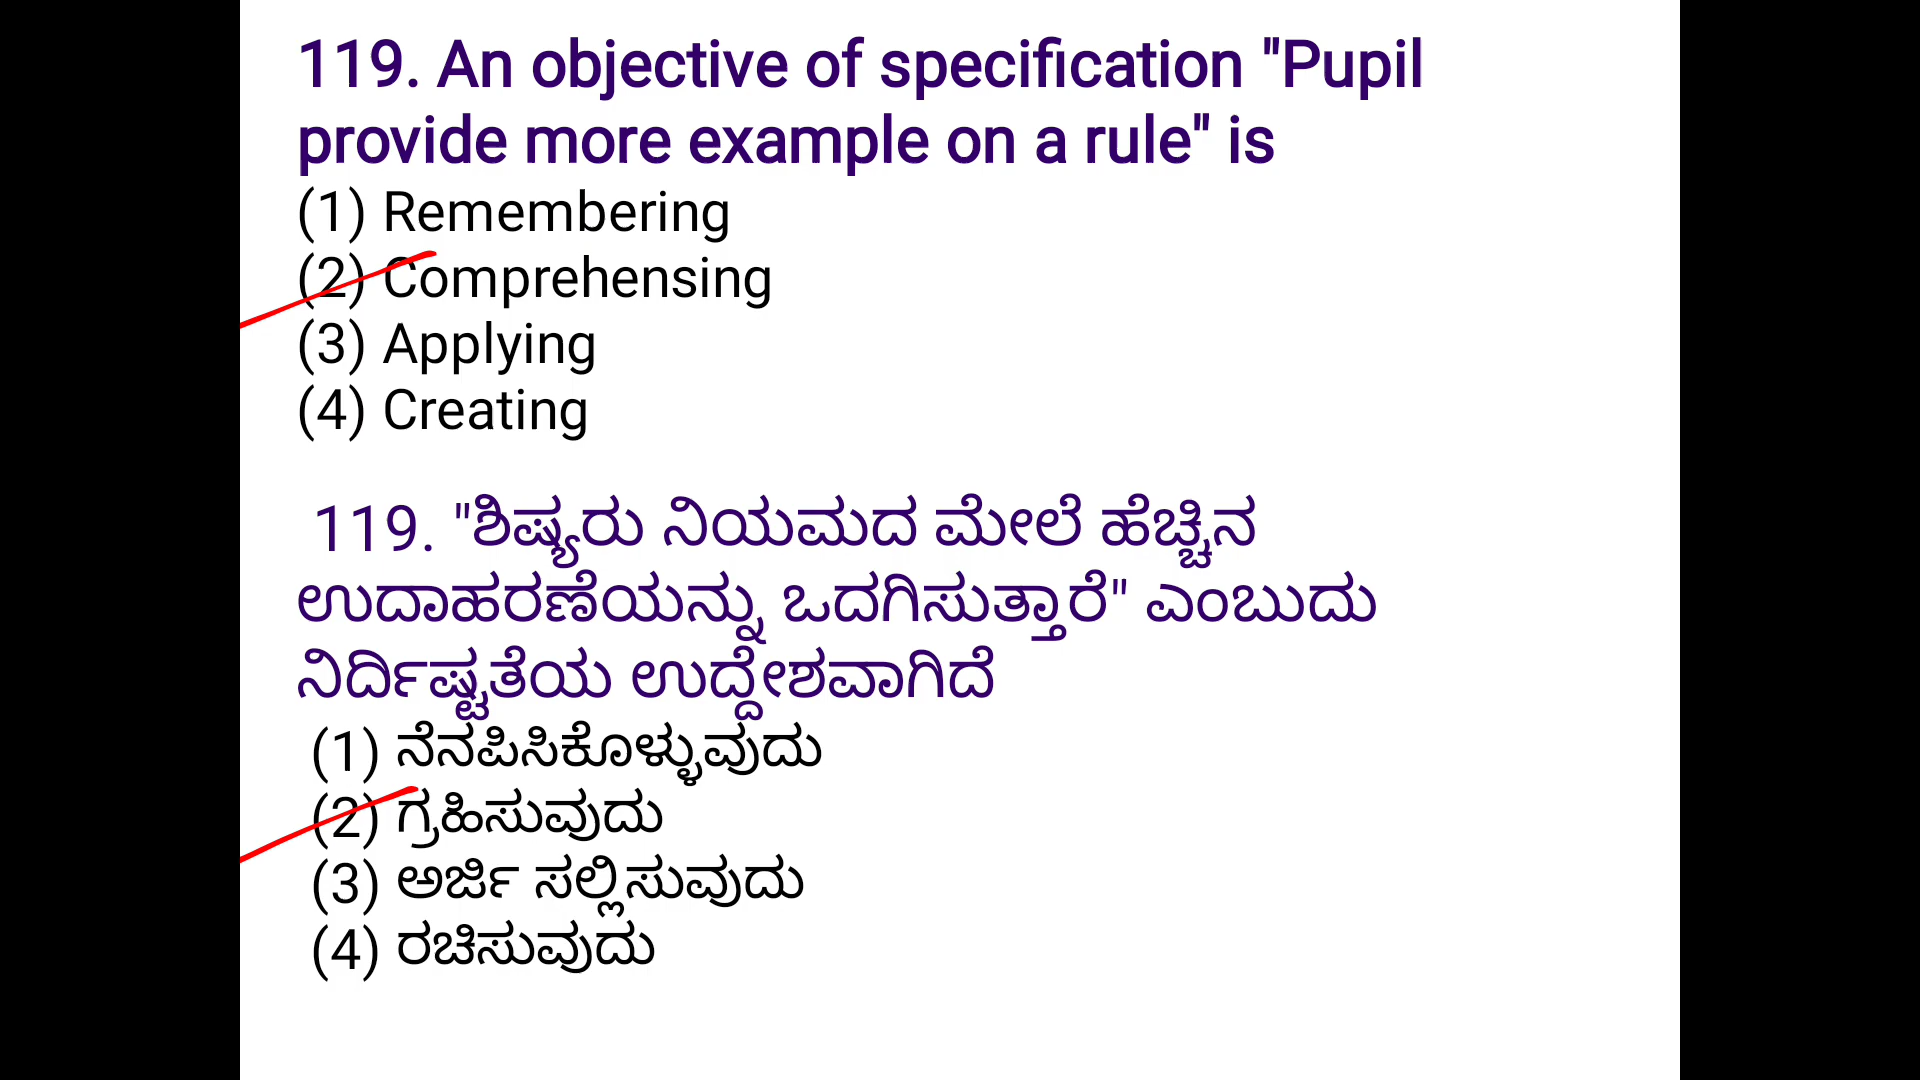 119. An objective of specification "Pupil
provide more example on a rule" is
(1) Remembering
(2) Comprehensing
(3) Applying
(4) Creating
119. "ಶಿಷ್ಯರು ನಿಯಮದ ಮೇಲೆ ಹೆಚ್ಚಿನ
ಉದಾಹರಣೆಯನ್ನು ಒದಗಿಸುತ್ತಾರೆ" ಎಂಬುದು
ನಿರ್ದಿಷ್ಟತೆಯ ಉದ್ದೇಶವಾಗಿದೆ
(1) ನೆನಪಿಸಿಕೊಳ್ಳುವುದು
(2) ಗ್ರಹಿಸುವುದು
(3) ಅರ್ಜಿ ಸಲ್ಲಿಸುವುದು
(4) ರಚಿಸುವುದು